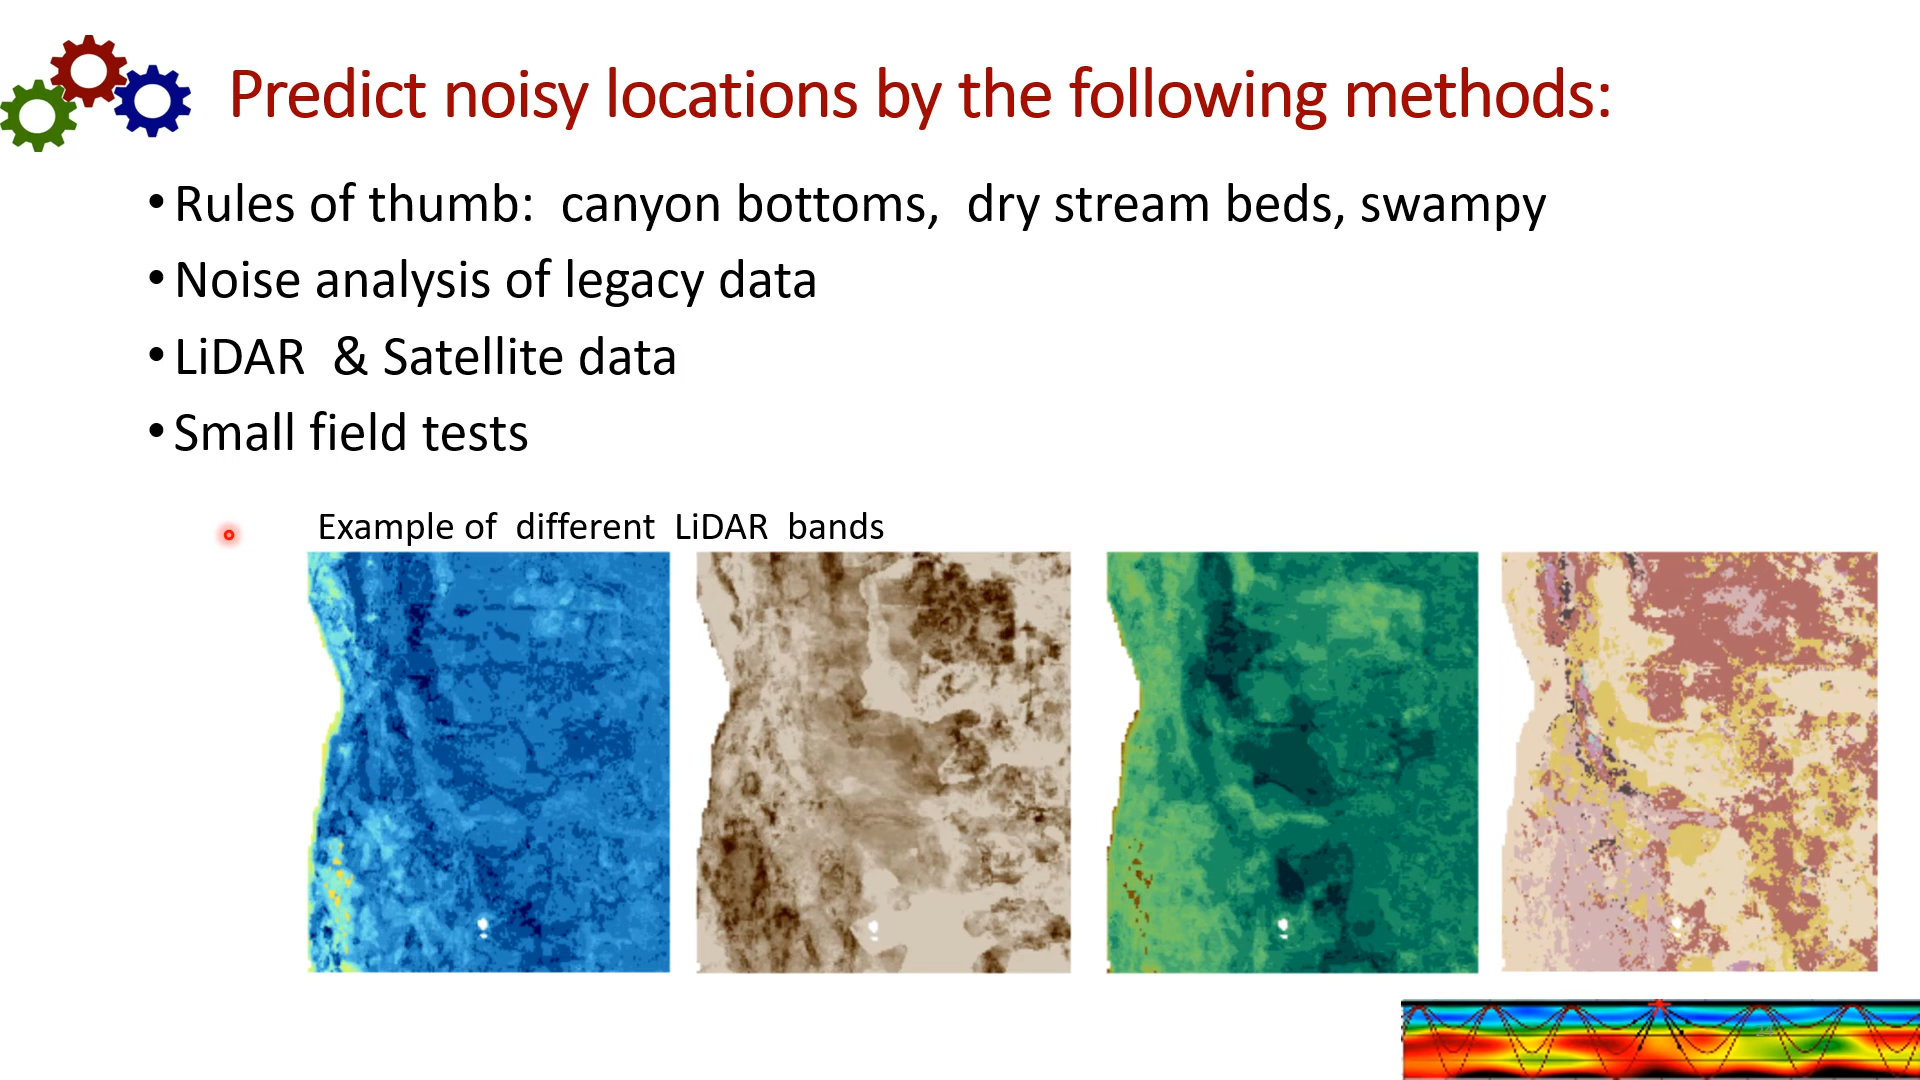 Predict noisy locations by the following methods:
•Rules of thumb: canyon bottoms, dry stream beds, swampy
•Noise analysis of legacy data
•LiDAR & Satellite data
•Small field tests
Example of different LiDAR bands